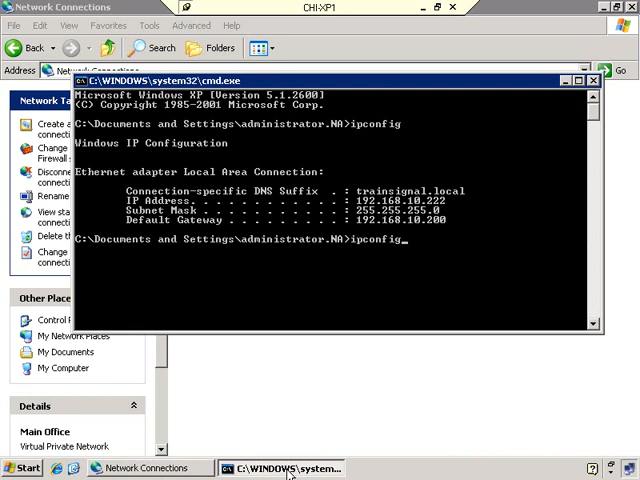 Network Connections
CHI-XP1
File Edit View Favorites Tools
Back Search
Address Network Connections Go
C:\WINDOWS\system32\cmd.exe
Microsoft Windows XP [Version 5.1.2600]
(C) Copyright 1985-2001 Microsoft Corp.
C:\Documents and Settings\administrator.NA>ipconfig
Windows IP Configuration
Ethernet adapter Local Area Connection:
Connection-specific DNS Suffix . : trainsignal.local
IP Address. . . . . . . . . . . . : 192.168.10.222
Subnet Mask . . . . . . . . . . . : 255.255.255.0
Default Gateway . . . . . . . . . : 192.168.10.200
C:\Documents and Settings\administrator.NA>ipconfig_
Network Ta
Create a
connecti
Change
Firewall
Disconne
connecti
Rename
View sta
connecti
Delete th
Change
connecti
Other Place
Control P
My Network Places
My Documents
My Computer
Details
Main Office
Virtual Private Network
Start Network Connections C:\WINDOWS\system...